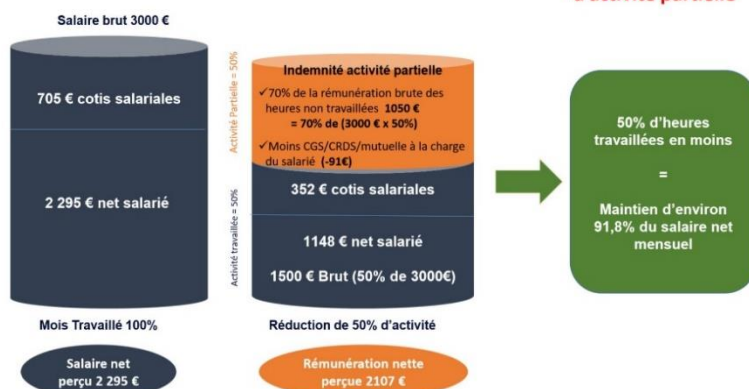 d'activité partielle
Salaire brut 3000 €
705 € cotis salariales
2 295 € net salarié
Mois Travaillé 100%
Salaire net
perçu 2 295 €
Activité Partielle = 50%
Activité travaillée = 50%
Indemnité activité partielle
✓70% de la rémunération brute des
heures non travaillées 1050 €
= 70% de (3000 € x 50%)
✓Moins CGS/CRDS/mutuelle à la charge
du salarié (-91€)
352 € cotis salariales
1148 € net salarié
1500 € Brut (50% de 3000€)
Réduction de 50% d'activité
Rémunération nette
perçue 2107 €
50% d'heures
travaillées en moins
=
Maintien d'environ
91,8% du salaire net
mensuel